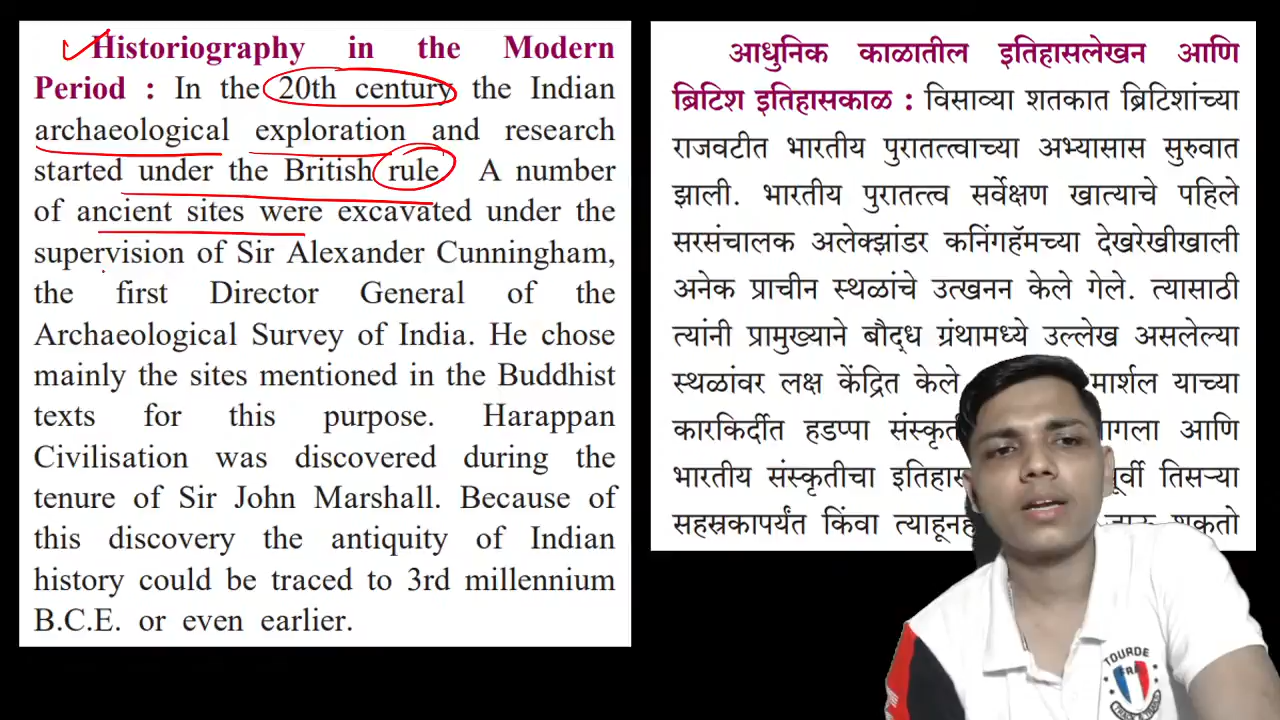 Historiography in the Modern
Period : In the 20th century the Indian
archaeological exploration and research
started under the British rule. A number
of ancient sites were excavated under the
supervision of Sir Alexander Cunningham,
the first Director General of the
Archaeological Survey of India. He chose
mainly the sites mentioned in the Buddhist
texts for this purpose. Harappan
Civilisation was discovered during the
tenure of Sir John Marshall. Because of
this discovery the antiquity of Indian
history could be traced to 3rd millennium
B.C.E. or even earlier.
आधुनिक काळातील इतिहासलेखन आणि
ब्रिटिश इतिहासकाळ : विसाव्या शतकात ब्रिटिशांच्या
राजवटीत भारतीय पुरातत्त्वाच्या अभ्यासास सुरुवात
झाली. भारतीय पुरातत्त्व सर्वेक्षण खात्याचे पहिले
सरसंचालक अलेक्झांडर कनिंगहॅमच्या देखरेखीखाली
अनेक प्राचीन स्थळांचे उत्खनन केले गेले. त्यासाठी
त्यांनी प्रामुख्याने बौद्ध ग्रंथामध्ये उल्लेख असलेल्या
स्थळांवर लक्ष केंद्रित केले मार्शल याच्या
कारकिर्दीत हडप्पा आणि
भारतीय संस्कृतीचा तिसऱ्या
सहस्रकापर्यंत किंवा शकतो
TOURDE
FRA